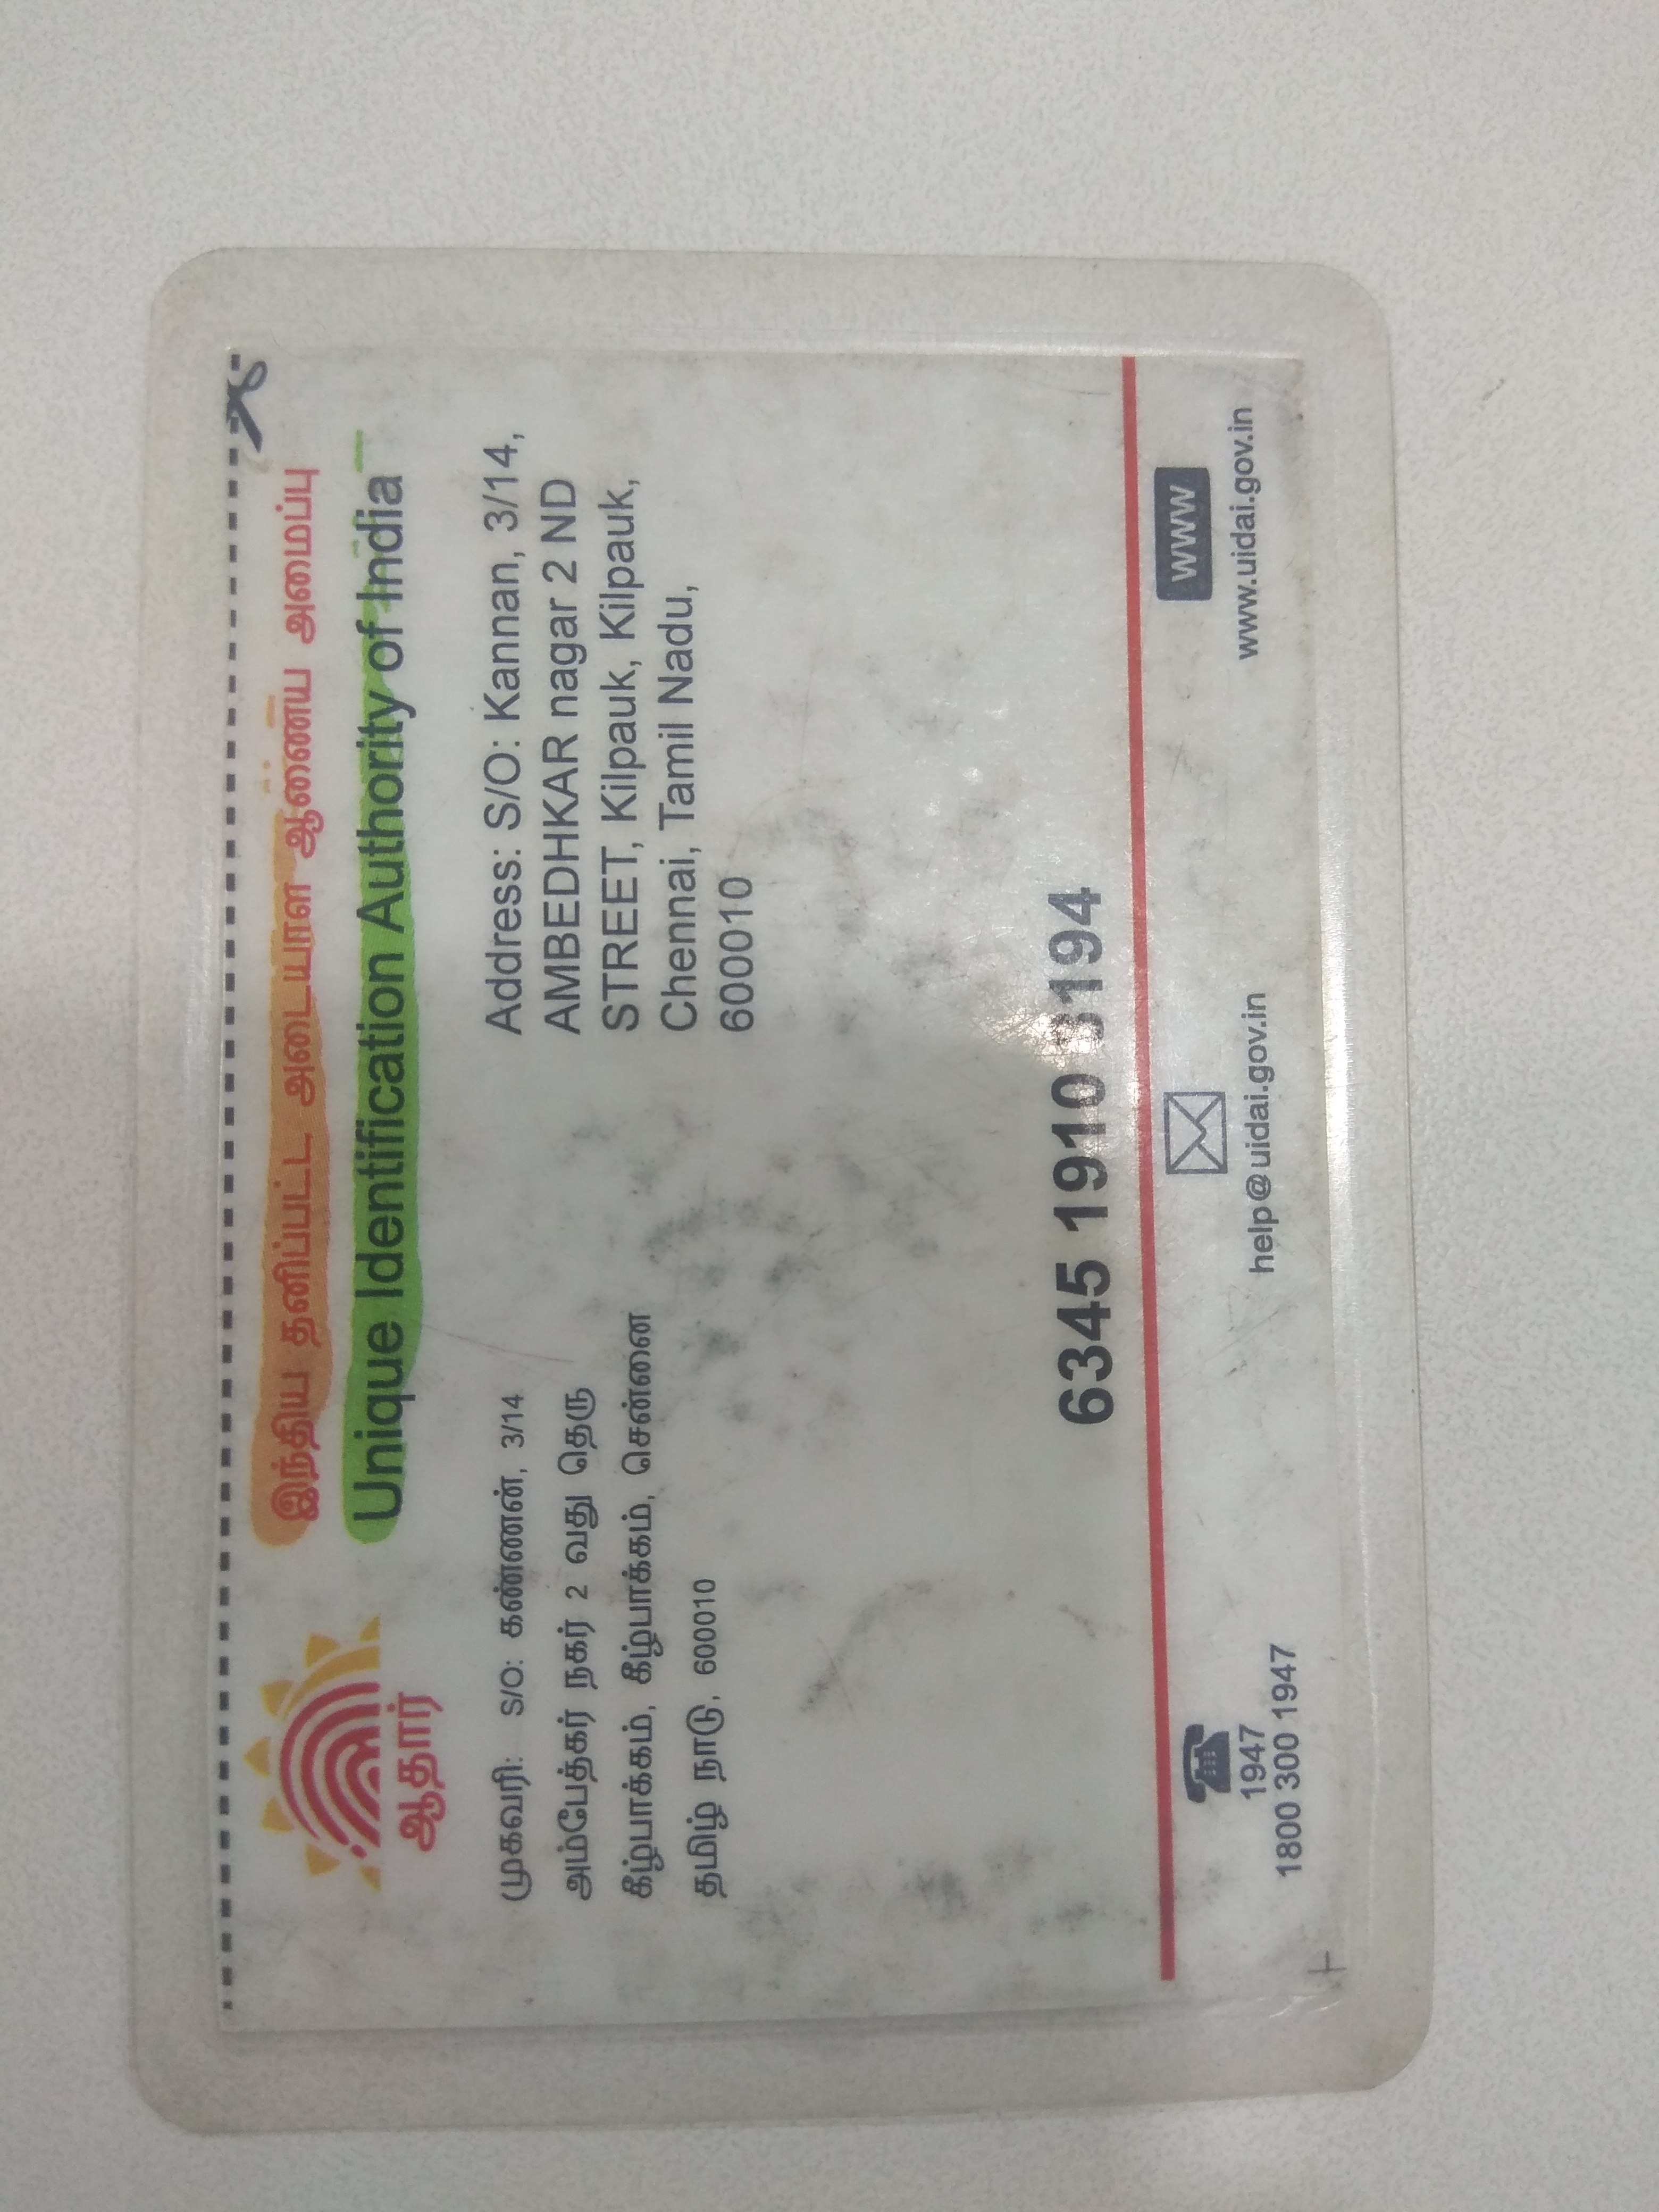 இந்திய தனிப்பட்ட அடையாள ஆணைய அமைப்பு
Unique Identification Authority of India
ஆதார்
முகவரி: S/O: கண்ணன், 3/14
அம்பேத்கர் நகர் 2 வது தெரு
கீழ்பாக்கம், கீழ்பாக்கம், சென்னை
தமிழ் நாடு, 600010
Address: S/O: Kannan, 3/14,
AMBEDHKAR nagar 2 ND
STREET, Kilpauk, Kilpauk,
Chennai, Tamil Nadu,
600010
6345 1910 3194
1947
1800 300 1947
help@uidai.gov.in
WWW
www.uidai.gov.in